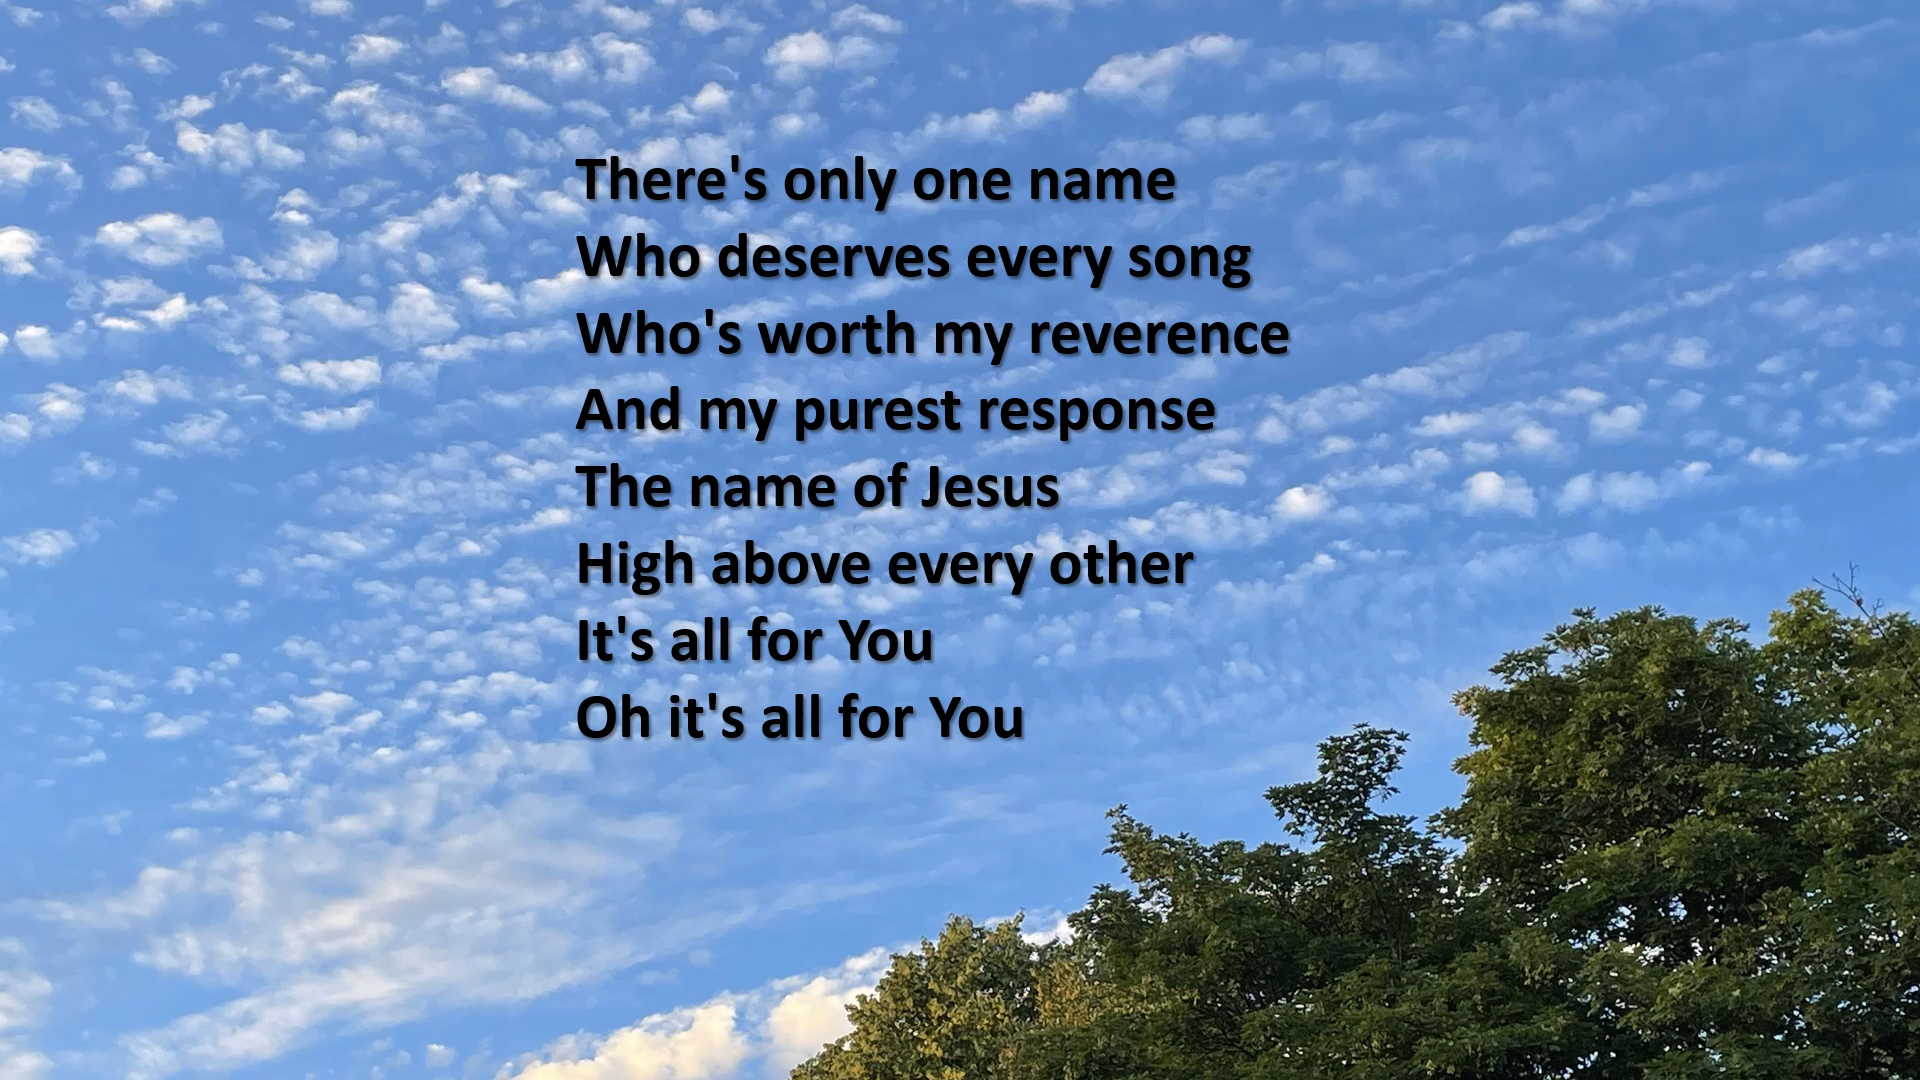 There's only one name
Who deserves every song
Who's worth my reverence
And my purest response
The name of Jesus
High above every other
It's all for You
Oh it's all for You